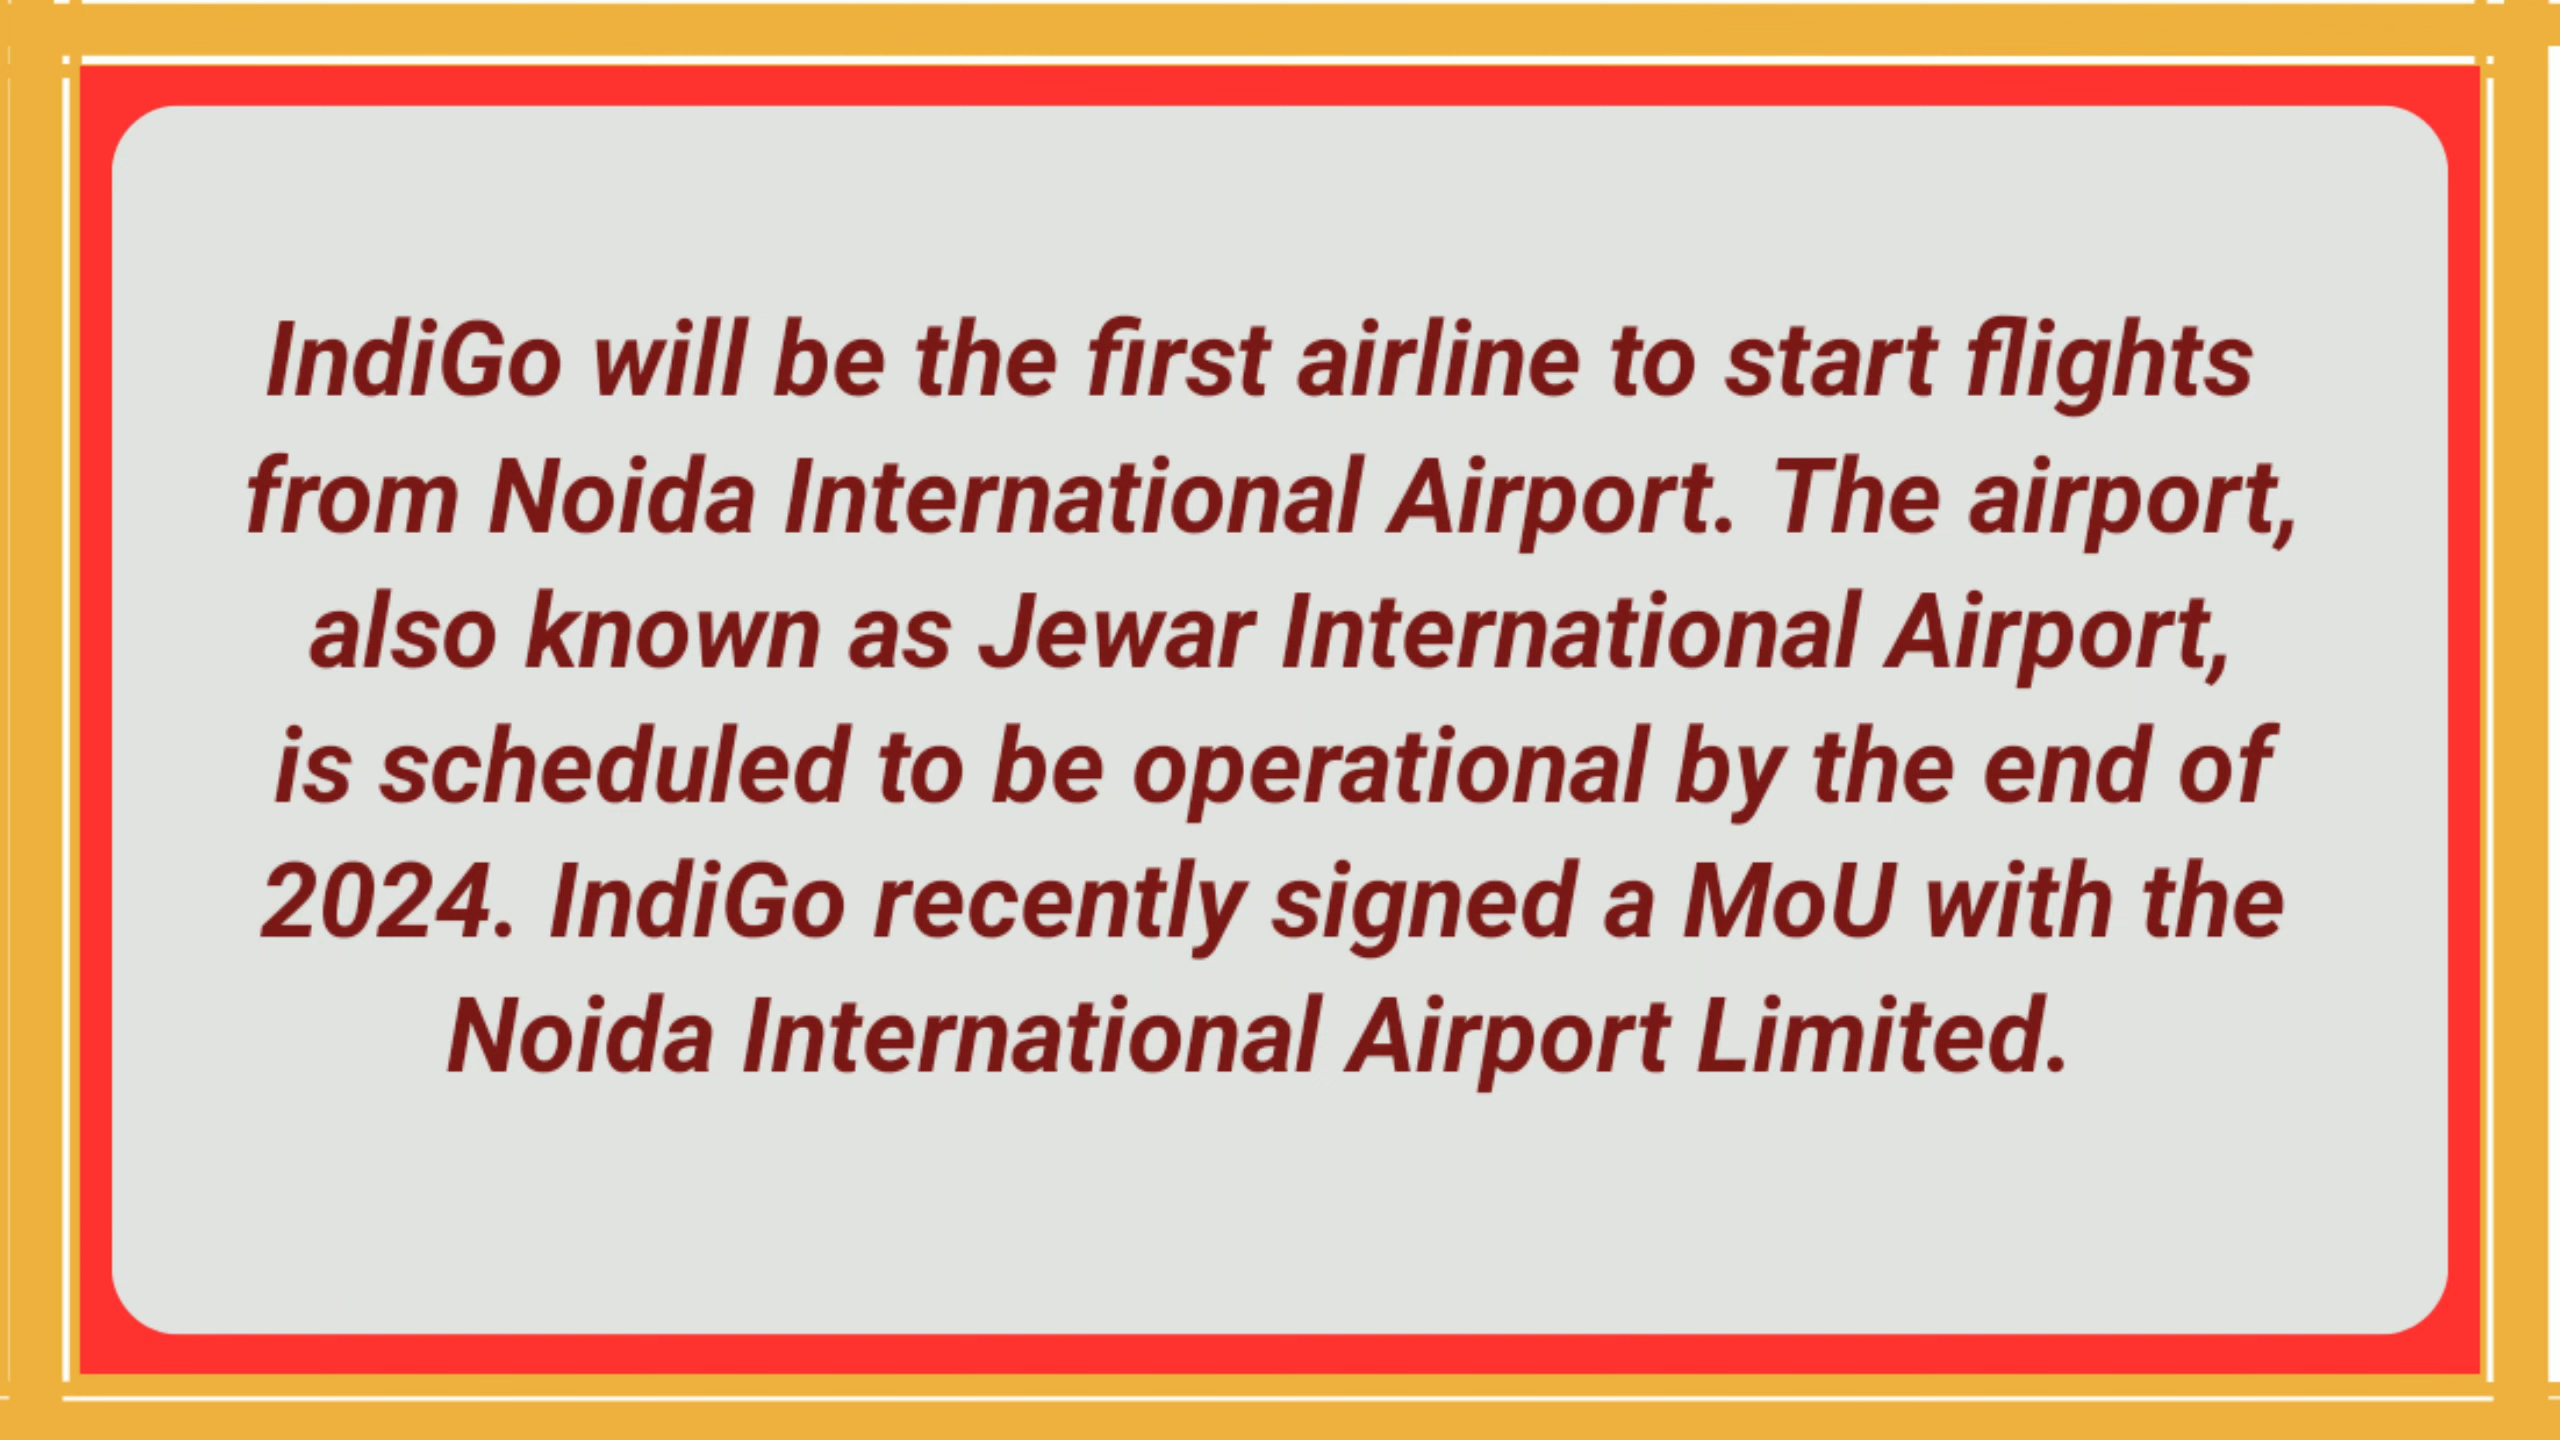 IndiGo will be the first airline to start flights
from Noida International Airport. The airport,
also known as Jewar International Airport,
is scheduled to be operational by the end of
2024. IndiGo recently signed a MoU with the
Noida International Airport Limited.